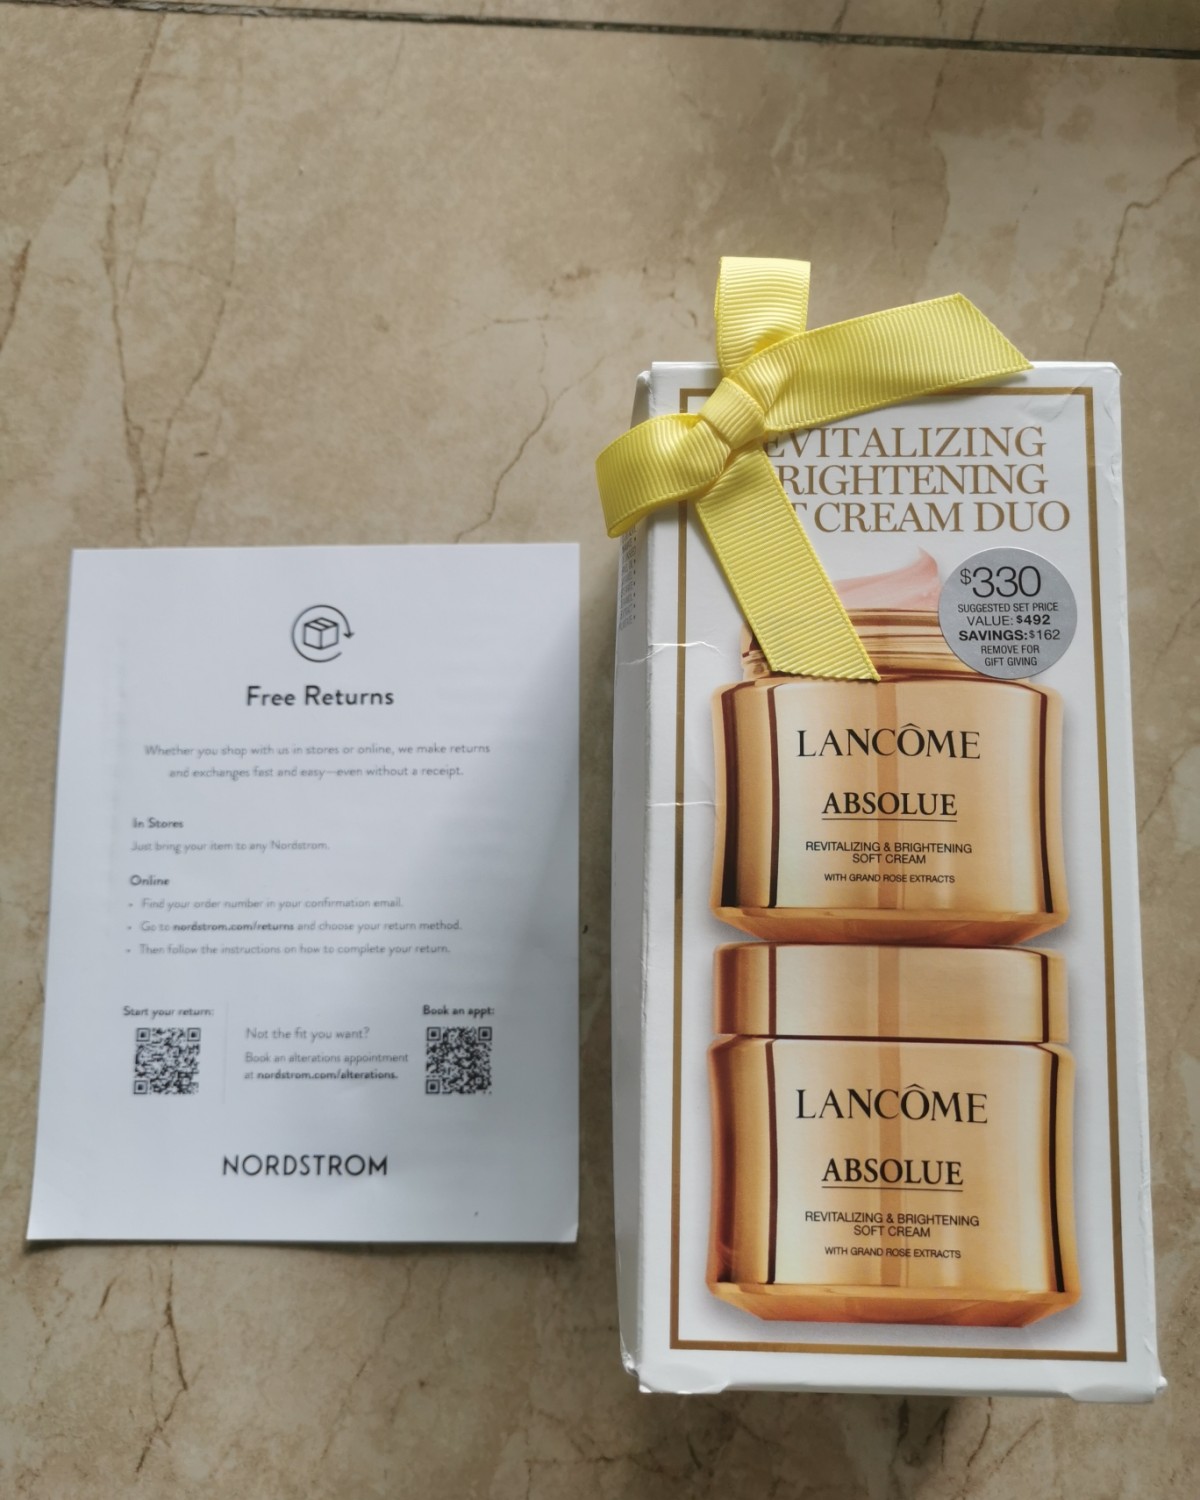 Free Returns
Whether you shop with us in stores or online, we make returns
and exchanges fast and easy—even without a receipt.
In Stores
Just bring your item to any Nordstrom.
Online
• Find your order number in your confirmation email.
• Go to nordstrom.com/returns and choose your return method.
• Then follow the instructions on how to complete your return.
Start your return:
Not the fit you want?
Book an alterations appointment
at nordstrom.com/alterations.
Book an appt:
NORDSTROM
EVITALIZING
RIGHTENING
T CREAM DUO
$330
SUGGESTED SET PRICE
VALUE: $492
SAVINGS: $162
REMOVE FOR
GIFT GIVING
LANCÔME
ABSOLUE
REVITALIZING & BRIGHTENING
SOFT CREAM
WITH GRAND ROSE EXTRACTS
LANCÔME
ABSOLUE
REVITALIZING & BRIGHTENING
SOFT CREAM
WITH GRAND ROSE EXTRACTS